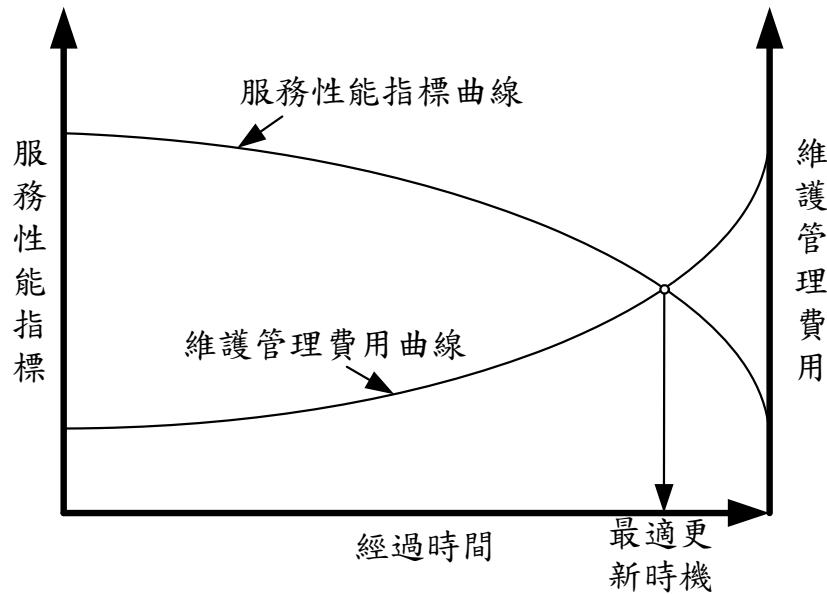 服務性能指標曲線
服務性能指標
維護管理費用
維護管理費用曲線
經過時間
最適更
新時機